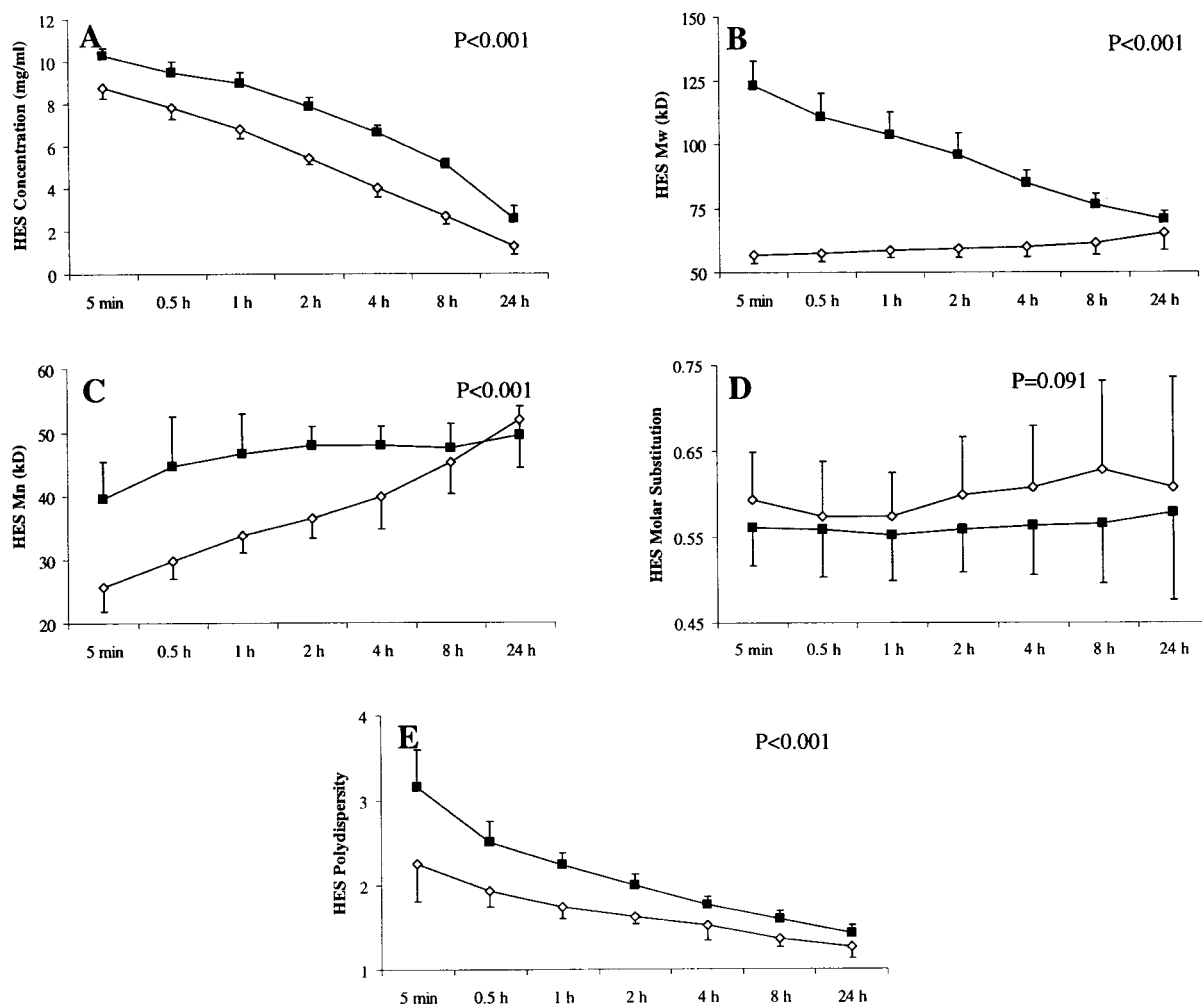 A
P<0.001
HES Concentration (mg/ml)
12
10
8
6
4
2
0
5 min 0.5 h 1 h 2 h 4 h 8 h 24 h
B
P<0.001
HES Mw (kD)
150
125
100
75
50
5 min 0.5 h 1 h 2 h 4 h 8 h 24 h
C
P<0.001
HES Mn (kD)
60
50
40
30
20
5 min 0.5 h 1 h 2 h 4 h 8 h 24 h
D
P=0.091
HES Molar Substitution
0.75
0.65
0.55
0.45
5 min 0.5 h 1 h 2 h 4 h 8 h 24 h
E
P<0.001
HES Polydispersity
4
3
2
1
5 min 0.5 h 1 h 2 h 4 h 8 h 24 h